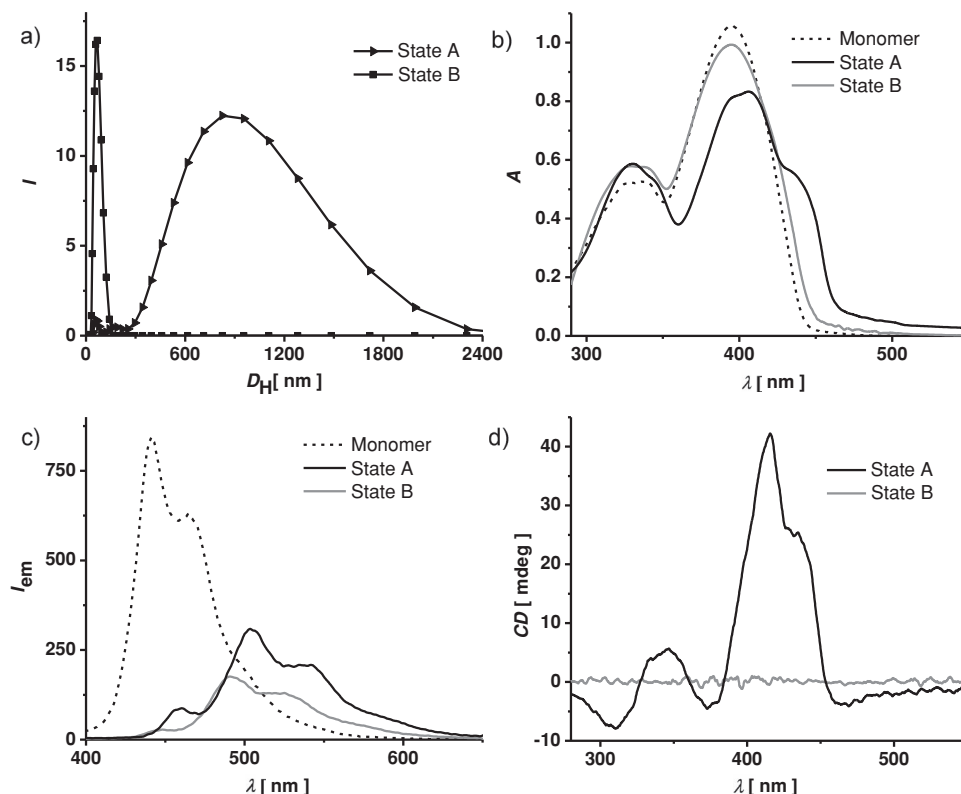 a)
State A
State B
15
10
5
0
I
0 600 1200 1800 2400
D_H[ nm ]
b)
Monomer
State A
State B
1.0
0.8
0.6
0.4
0.2
0.0
A
300 400 500
λ [ nm ]
c)
Monomer
State A
State B
750
500
250
0
I_em
400 500 600
λ [ nm ]
d)
State A
State B
40
30
20
10
0
-10
CD [ mdeg ]
300 400 500
λ [ nm ]